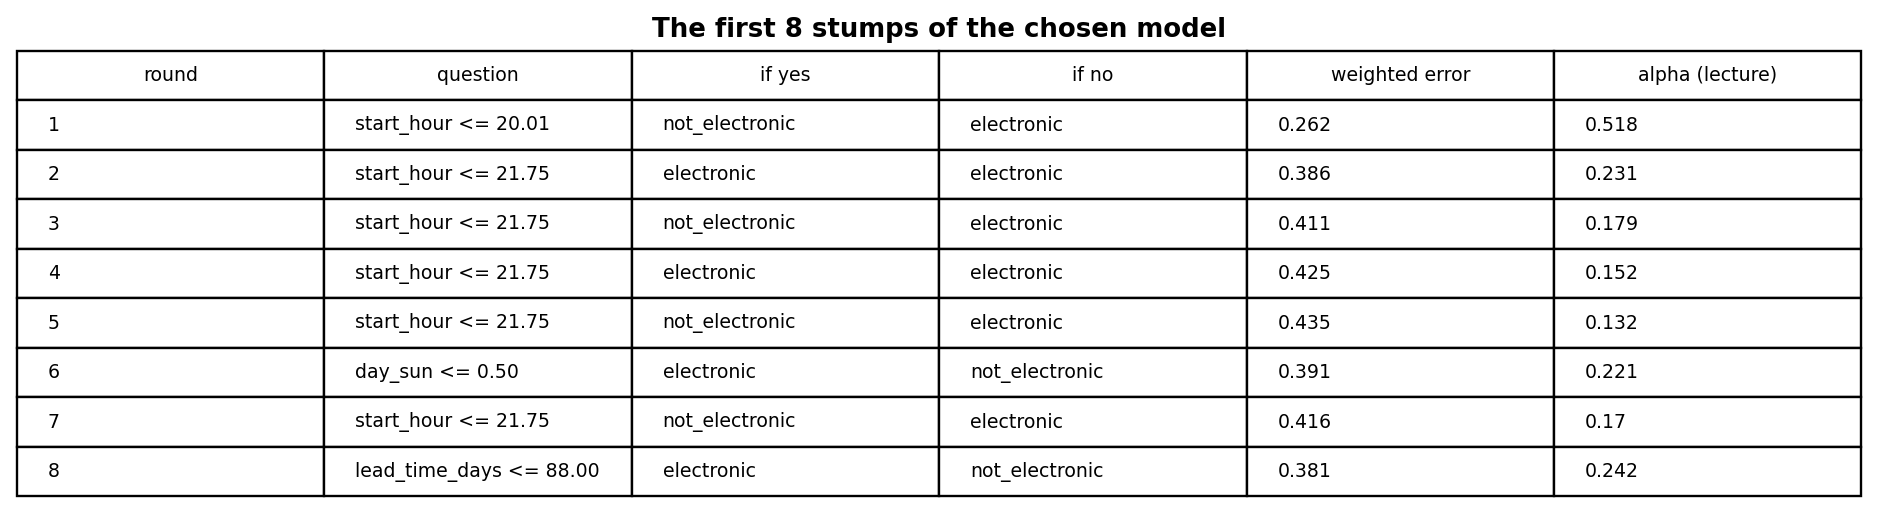 The first 8 stumps of the chosen model
round question if yes if no weighted error alpha (lecture)
1 start_hour <= 20.01 not_electronic electronic 0.262 0.518
2 start_hour <= 21.75 electronic electronic 0.386 0.231
3 start_hour <= 21.75 not_electronic electronic 0.411 0.179
4 start_hour <= 21.75 electronic electronic 0.425 0.152
5 start_hour <= 21.75 not_electronic electronic 0.435 0.132
6 day_sun <= 0.50 electronic not_electronic 0.391 0.221
7 start_hour <= 21.75 not_electronic electronic 0.416 0.17
8 lead_time_days <= 88.00 electronic not_electronic 0.381 0.242